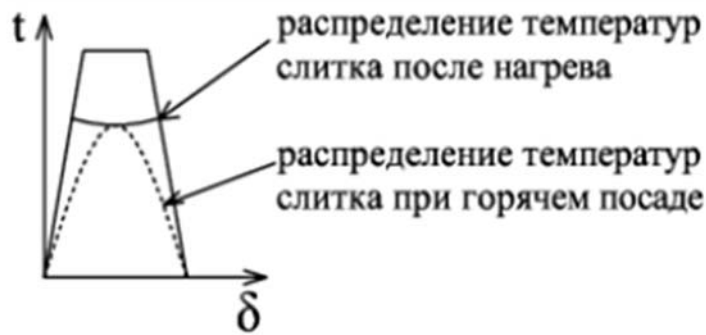 t
распределение температур
слитка после нагрева
распределение температур
слитка при горячем посаде
δ